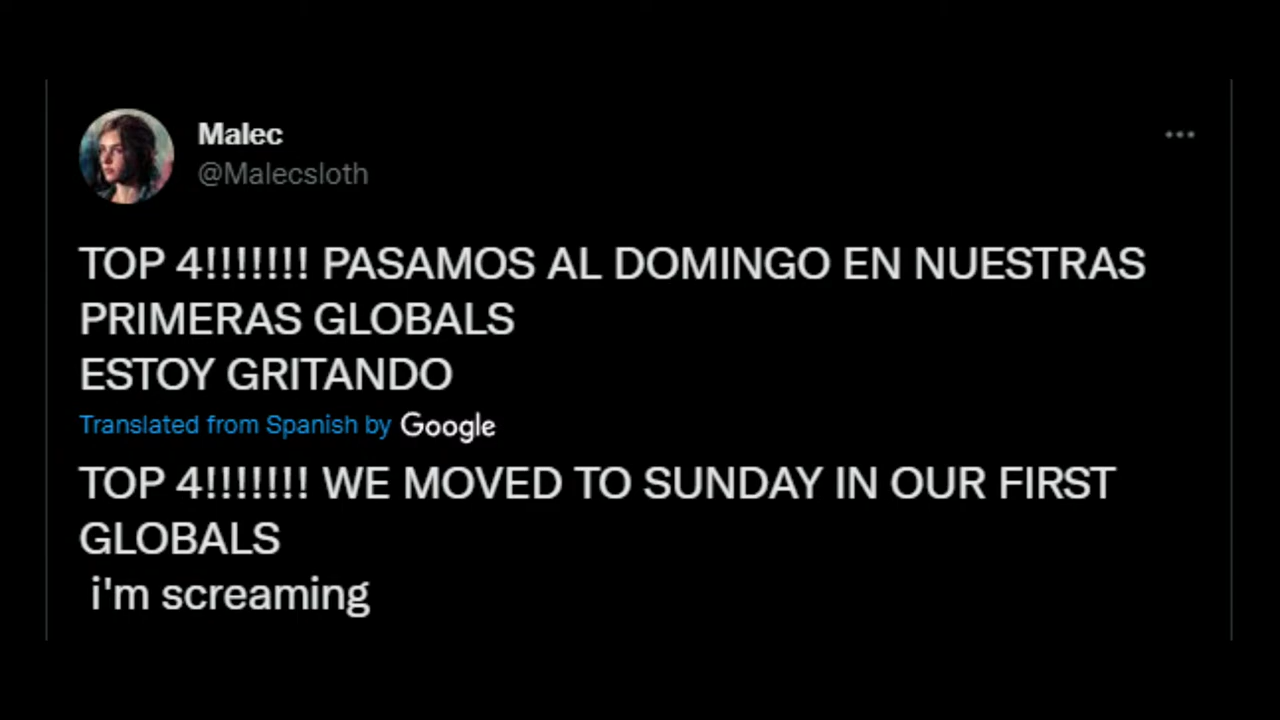 Malec
@Malecsloth
TOP 4!!!!!!! PASAMOS AL DOMINGO EN NUESTRAS
PRIMERAS GLOBALS
ESTOY GRITANDO
Translated from Spanish by Google
TOP 4!!!!!!! WE MOVED TO SUNDAY IN OUR FIRST
GLOBALS
i'm screaming